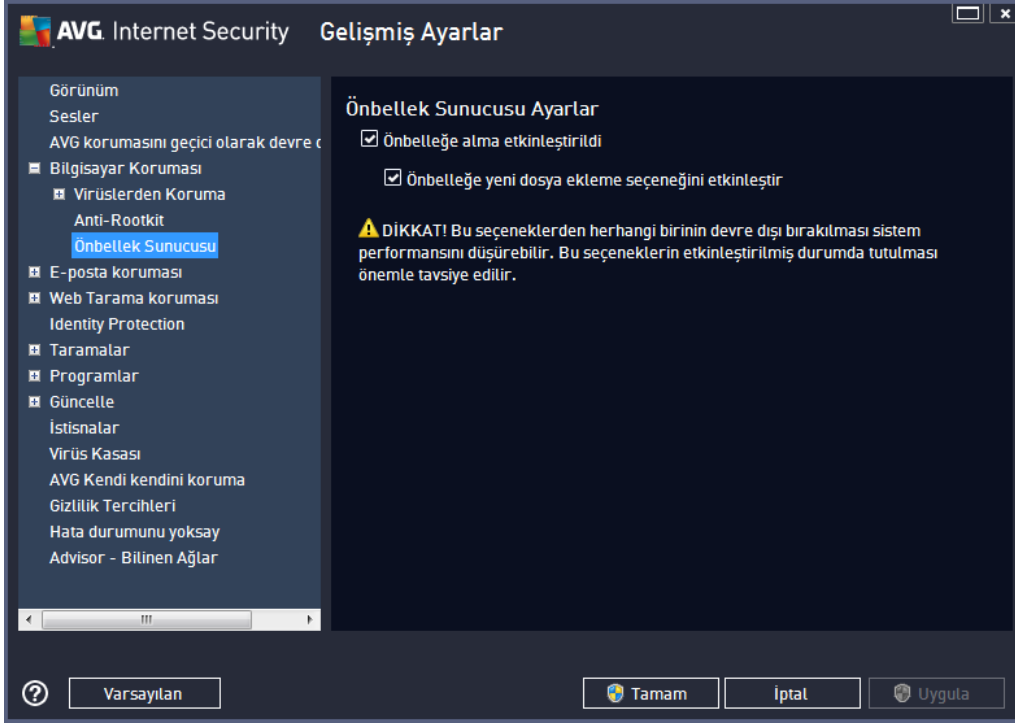 AVG. Internet Security Gelişmiş Ayarlar
Görünüm
Sesler
AVG korumasını geçici olarak devre
Bilgisayar Koruması
Virüslerden Koruma
Anti-Rootkit
Önbellek Sunucusu
E-posta koruması
Web Tarama koruması
Identity Protection
Taramalar
Programlar
Güncelle
İstisnalar
Virüs Kasası
AVG Kendi kendini koruma
Gizlilik Tercihleri
Hata durumunu yoksay
Advisor - Bilinen Ağlar
Önbellek Sunucusu Ayarlar
Önbelleğe alma etkinleştirildi
Önbelleğe yeni dosya ekleme seçeneğini etkinleştir
DİKKAT! Bu seçeneklerden herhangi birinin devre dışı bırakılması sistem
performansını düşürebilir. Bu seçeneklerin etkinleştirilmiş durumda tutulması
önemle tavsiye edilir.
Varsayılan
Tamam
İptal
Uygula